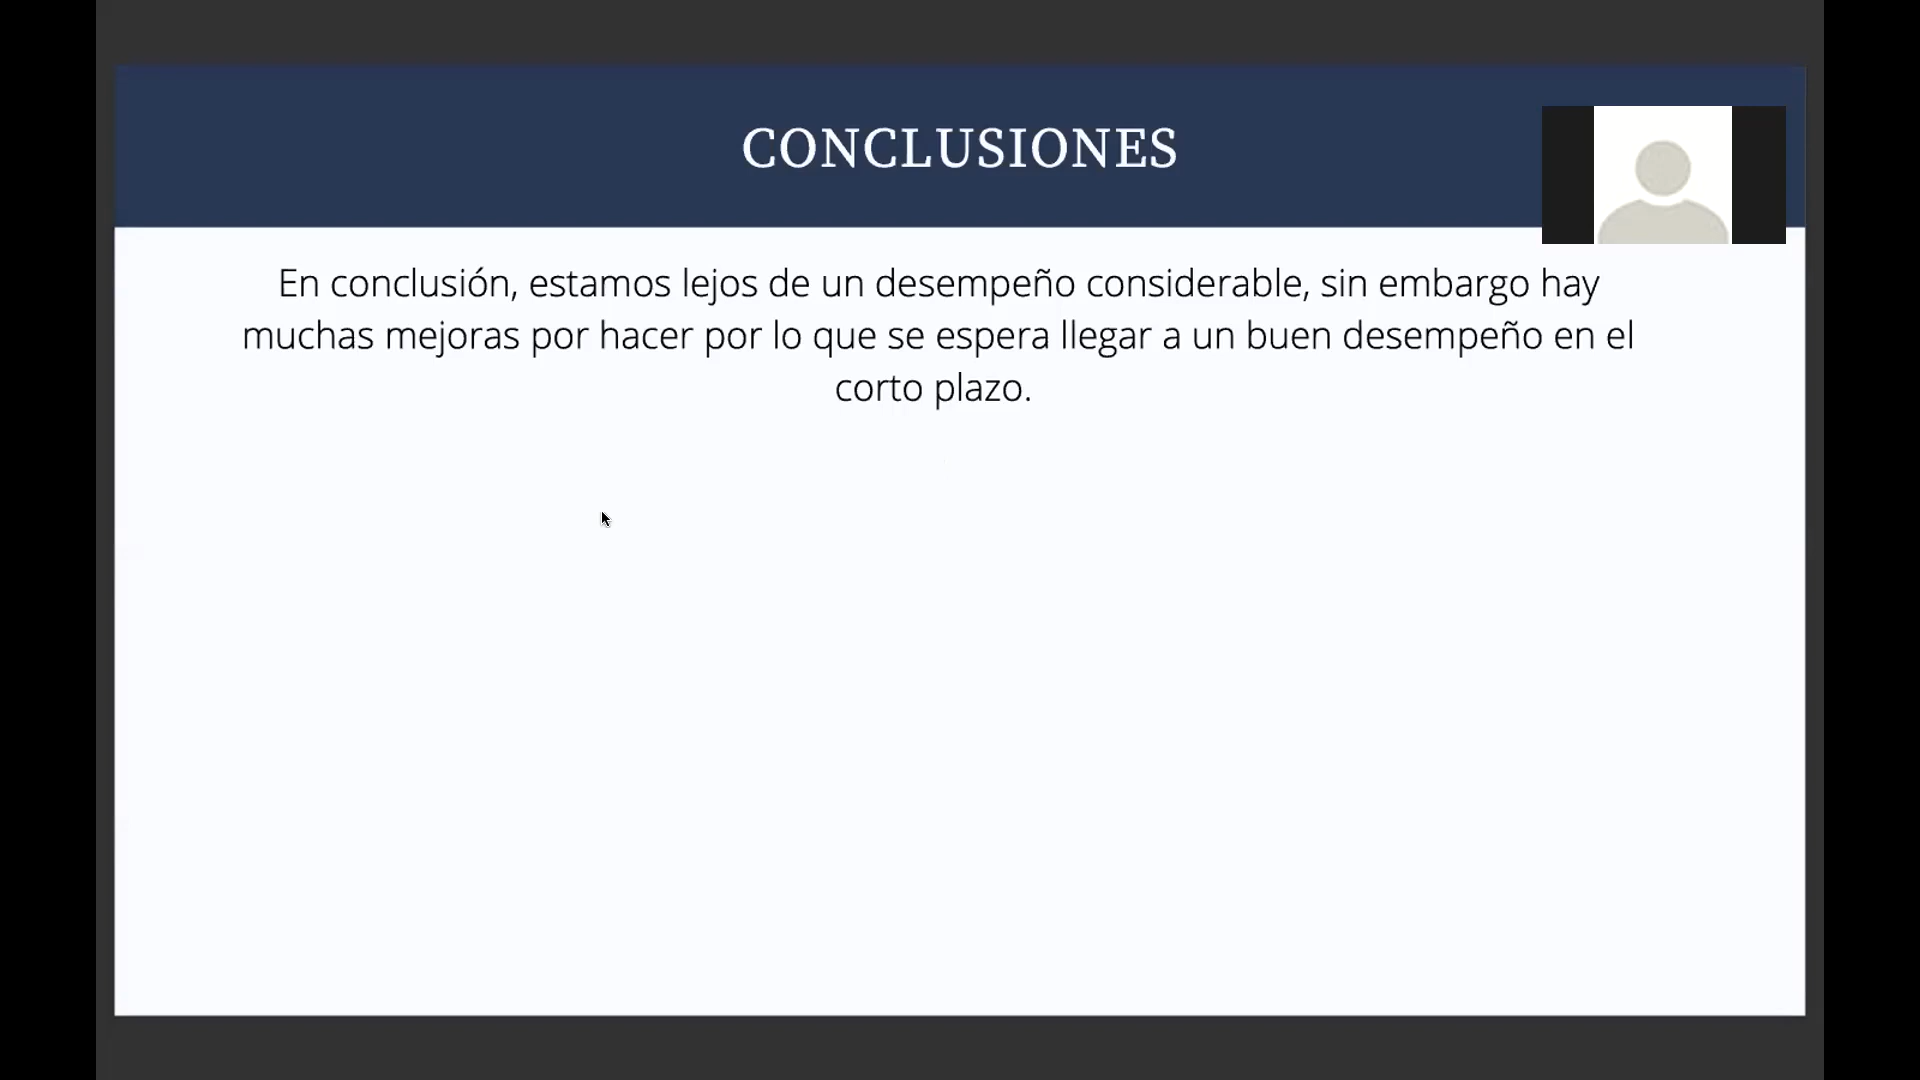 CONCLUSIONES
En conclusión, estamos lejos de un desempeño considerable, sin embargo hay
muchas mejoras por hacer por lo que se espera llegar a un buen desempeño en el
corto plazo.